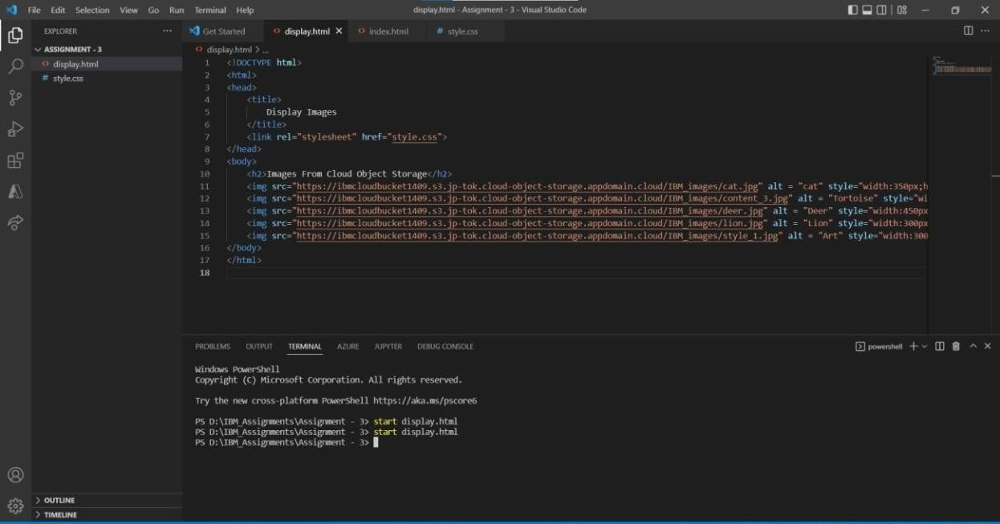 File Edit Selection View Go Run Terminal Help
display.html - Assignment - 3 - Visual Studio Code
EXPLORER
ASSIGNMENT - 3
display.html
style.css
OUTLINE
TIMELINE
Get Started display.html index.html style.css
display.html > ...
1 <!DOCTYPE html>
2 <html>
3 <head>
4 <title>
5 Display Images
6 </title>
7 <link rel="stylesheet" href="style.css">
8 </head>
9 <body>
10 <h2>Images From Cloud Object Storage</h2>
11 <img src="https://ibmcloudbucket1409.s3.jp-tok.cloud-object-storage.appdomain.cloud/IBM_images/cat.jpg" alt = "cat" style="width:350px;h
12 <img src="https://ibmcloudbucket1409.s3.jp-tok.cloud-object-storage.appdomain.cloud/IBM_images/content_3.jpg" alt = "Tortoise" style="wi
13 <img src="https://ibmcloudbucket1409.s3.jp-tok.cloud-object-storage.appdomain.cloud/IBM_images/deer.jpg" alt = "Deer" style="width:450px
14 <img src="https://ibmcloudbucket1409.s3.jp-tok.cloud-object-storage.appdomain.cloud/IBM_images/lion.jpg" alt = "Lion" style="width:300px
15 <img src="https://ibmcloudbucket1409.s3.jp-tok.cloud-object-storage.appdomain.cloud/IBM_images/style_1.jpg" alt = "Art" style="width:300
16 </body>
17 </html>
18
PROBLEMS OUTPUT TERMINAL AZURE JUPYTER DEBUG CONSOLE
powershell
Windows PowerShell
Copyright (C) Microsoft Corporation. All rights reserved.
Try the new cross-platform PowerShell https://aka.ms/pscore6
PS D:\IBM_Assignments\Assignment - 3> start display.html
PS D:\IBM_Assignments\Assignment - 3> start display.html
PS D:\IBM_Assignments\Assignment - 3>